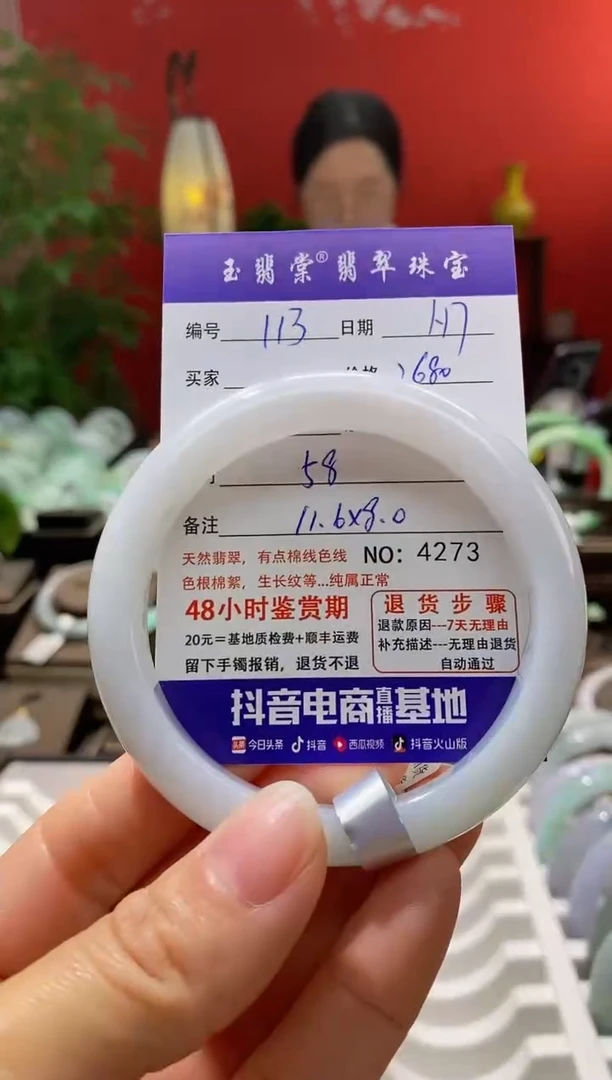 玉翡棠® 翡翠珠宝
编号 113 日期 1.17
买家 价格 1680
58
备注 11.6x8.0
天然翡翠，有点棉线色线 NO: 4273
色根棉絮，生长纹等...纯属正常
48小时鉴赏期
20元=基地质检费+顺丰运费
留下手镯报销，退货不退
退货步骤
退款原因---7天无理由
补充描述---无理由退货
自动通过
抖音电商直播基地
头条 今日头条 抖音 西瓜视频 抖音火山版